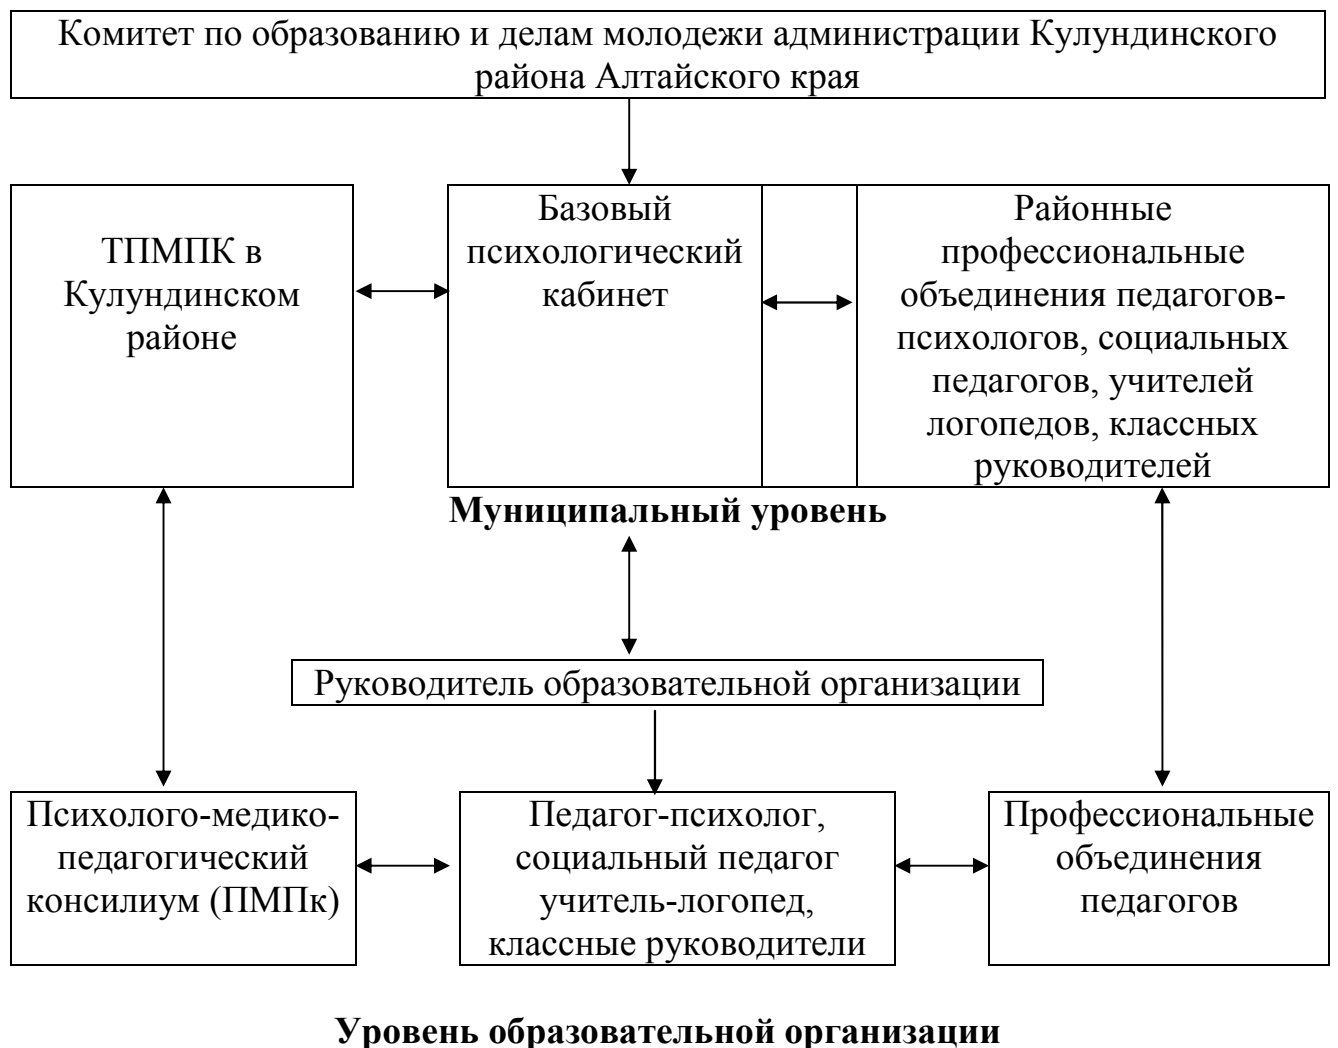 Комитет по образованию и делам молодежи администрации Кулундинского
района Алтайского края
ТПМПК в
Кулундинском
районе
Базовый
психологический
кабинет
Районные
профессиональные
объединения педагогов-
психологов, социальных
педагогов, учителей
логопедов, классных
руководителей
Муниципальный уровень
Руководитель образовательной организации
Психолого-медико-
педагогический
консилиум (ПМПк)
Педагог-психолог,
социальный педагог
учитель-логопед,
классные руководители
Профессиональные
объединения
педагогов
Уровень образовательной организации